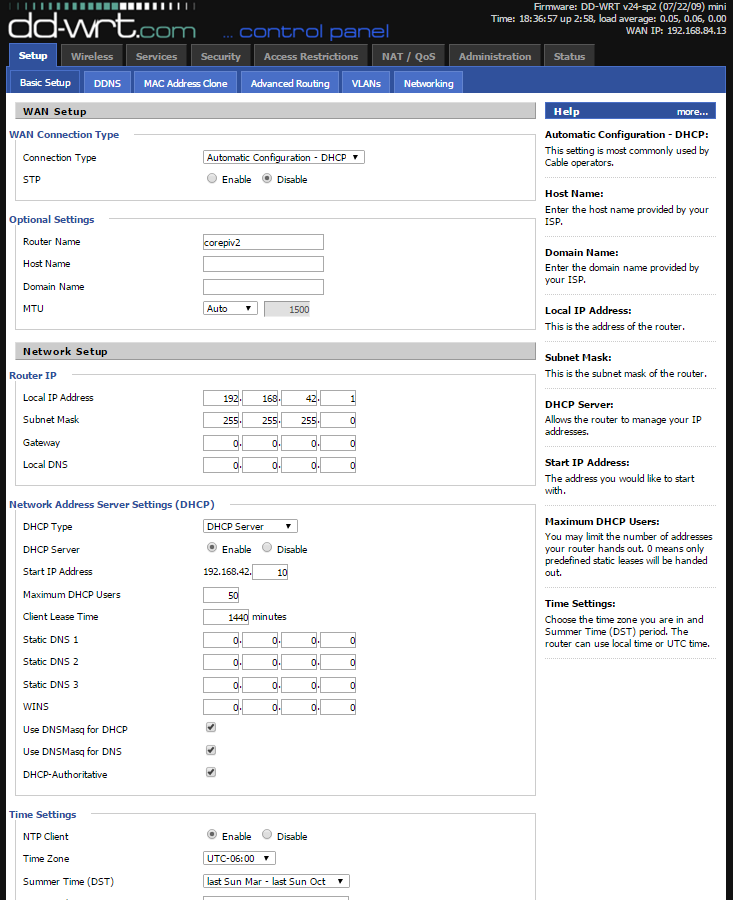 Firmware: DD-WRT v24-sp2 (07/22/09) mini
Time: 18:36:57 up 2:58, load average: 0.05, 0.06, 0.00
WAN IP: 192.168.84.13
dd-wrt.com ... control panel
Setup Wireless Services Security Access Restrictions NAT / QoS Administration Status
Basic Setup DDNS MAC Address Clone Advanced Routing VLANs Networking
WAN Setup
WAN Connection Type
Connection Type Automatic Configuration - DHCP
STP Enable Disable
Optional Settings
Router Name corepiv2
Host Name
Domain Name
MTU Auto 1500
Network Setup
Router IP
Local IP Address 192. 168. 42. 1
Subnet Mask 255. 255. 255. 0
Gateway 0. 0. 0. 0
Local DNS 0. 0. 0. 0
Network Address Server Settings (DHCP)
DHCP Type DHCP Server
DHCP Server Enable Disable
Start IP Address 192.168.42. 10
Maximum DHCP Users 50
Client Lease Time 1440 minutes
Static DNS 1 0. 0. 0. 0
Static DNS 2 0. 0. 0. 0
Static DNS 3 0. 0. 0. 0
WINS 0. 0. 0. 0
Use DNSMasq for DHCP
Use DNSMasq for DNS
DHCP-Authoritative
Time Settings
NTP Client Enable Disable
Time Zone UTC-06:00
Summer Time (DST) last Sun Mar - last Sun Oct
Help more...
Automatic Configuration - DHCP:
This setting is most commonly used by
Cable operators.
Host Name:
Enter the host name provided by your
ISP.
Domain Name:
Enter the domain name provided by
your ISP.
Local IP Address:
This is the address of the router.
Subnet Mask:
This is the subnet mask of the router.
DHCP Server:
Allows the router to manage your IP
addresses.
Start IP Address:
The address you would like to start
with.
Maximum DHCP Users:
You may limit the number of addresses
your router hands out. 0 means only
predefined static leases will be handed
out.
Time Settings:
Choose the time zone you are in and
Summer Time (DST) period. The
router can use local time or UTC time.